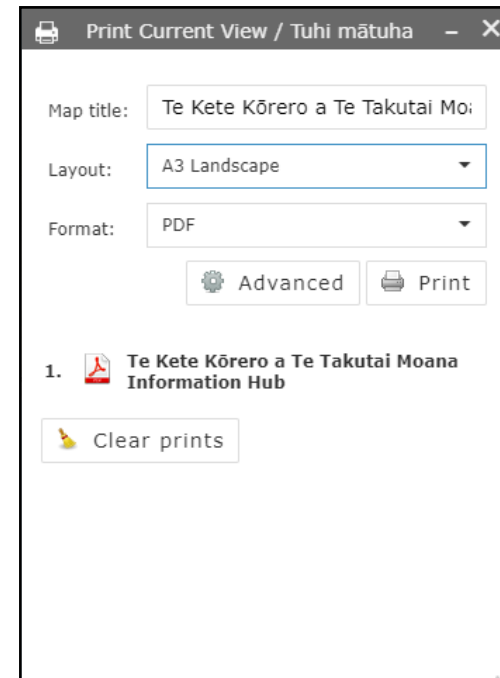 Print Current View / Tuhi mātuha
Map title: Te Kete Kōrero a Te Takutai
Layout: A3 Landscape
Format: PDF
Advanced Print
1. Te Kete Kōrero a Te Takutai Moana
Information Hub
Clear prints